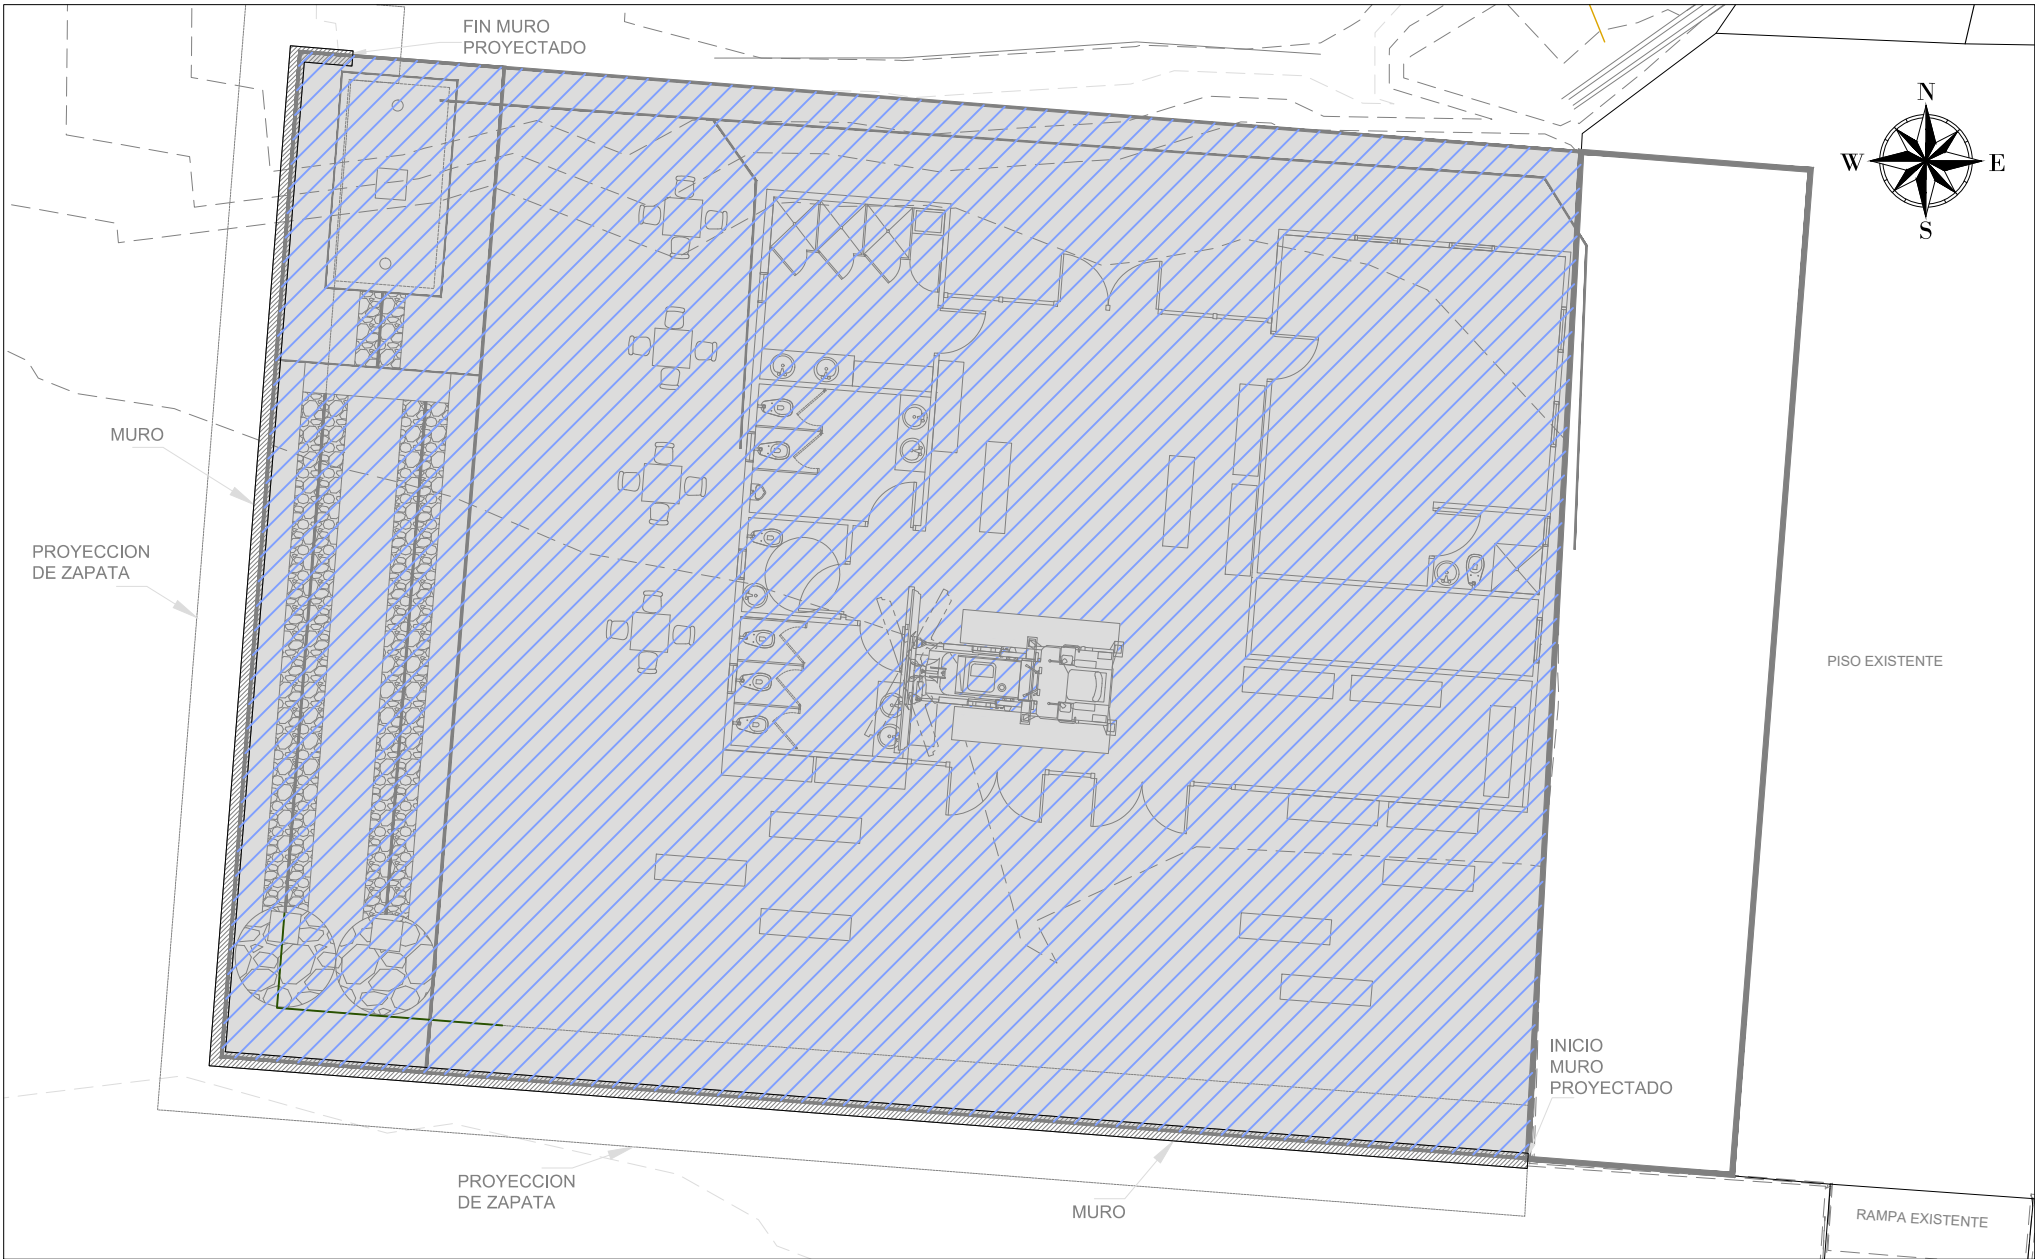 FIN MURO
PROYECTADO
N
W
E
S
MURO
PROYECCION
DE ZAPATA
PISO EXISTENTE
INICIO
MURO
PROYECTADO
PROYECCION
DE ZAPATA
MURO
RAMPA EXISTENTE